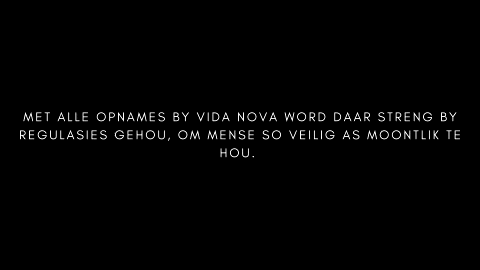 MET ALLE OPNAMES BY VIDA NOVA WORD DAAR STRENG BY
REGULASIES GEHOU, OM MENSE SO VEILIG AS MOONTLIK TE
HOU.